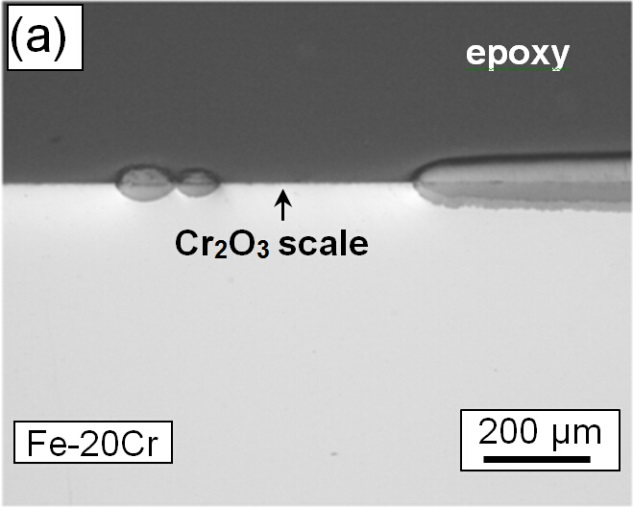 (a)
epoxy
Cr₂O₃ scale
Fe-20Cr
200 µm